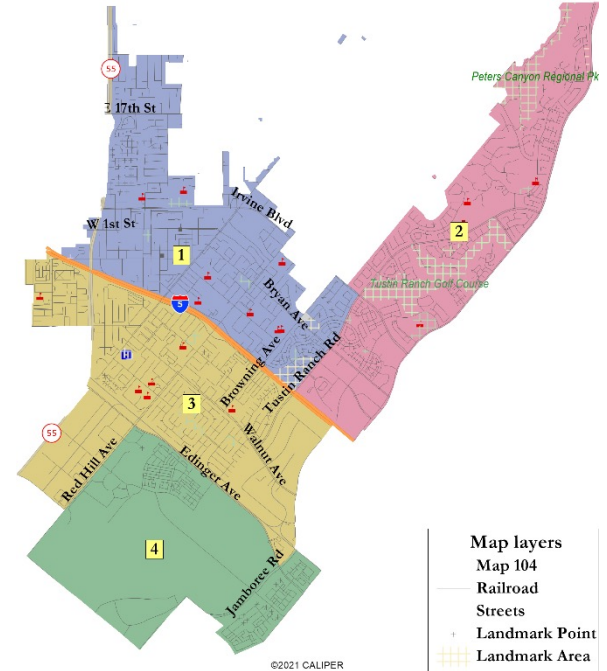 55
E 17th St
Peters Canyon Regional Pk
Irvine Blvd
W 1st St
1
2
Bryan Ave
Tustin Ranch Golf Course
5
H
Browning Ave
Tustin Ranch Rd
3
55
Red Hill Ave
Edinger Ave
Walnut Ave
4
Jamboree Rd
Map layers
Map 104
Railroad
Streets
Landmark Point
Landmark Area
©2021 CALIPER